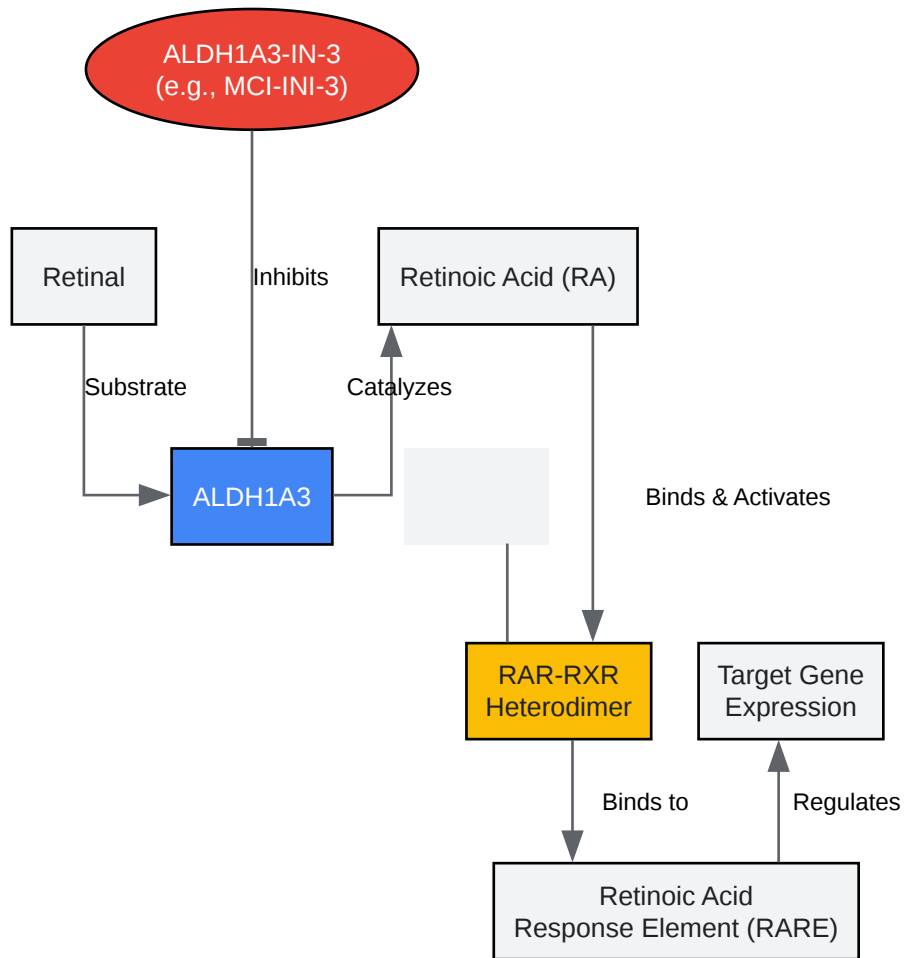 ALDH1A3-IN-3
(e.g., MCI-INI-3)
Retinal
Inhibits
Retinoic Acid (RA)
Substrate
Catalyzes
ALDH1A3
Binds & Activates
RAR-RXR
Heterodimer
Target Gene
Expression
Binds to
Regulates
Retinoic Acid
Response Element (RARE)